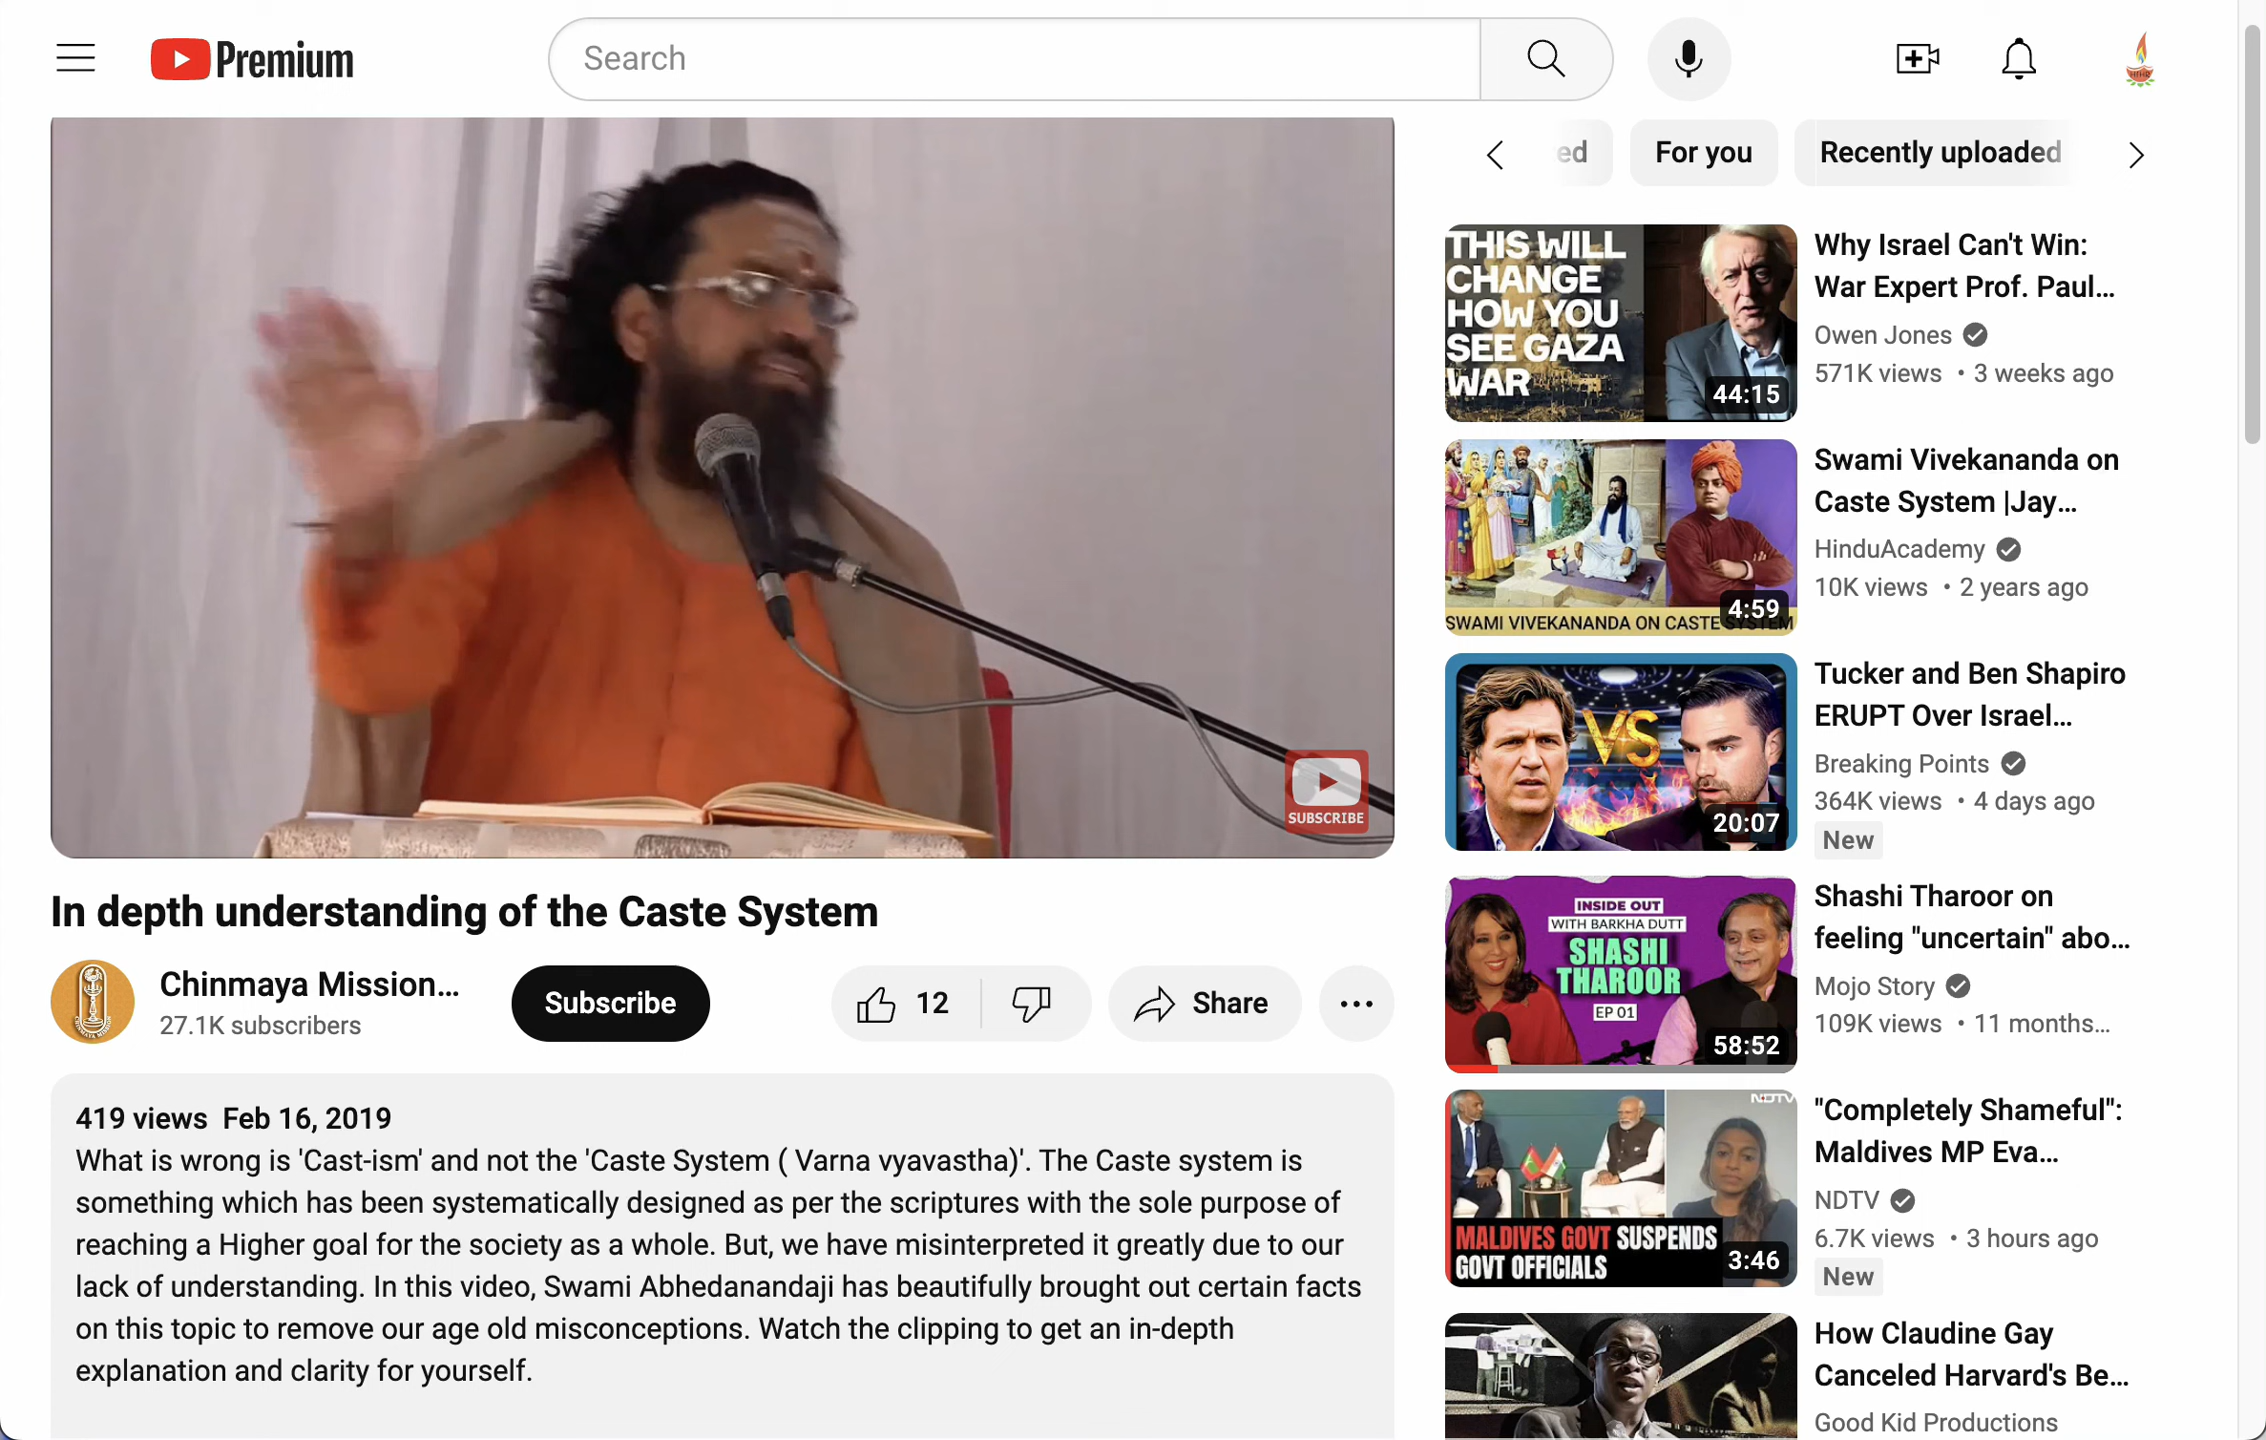 Premium
Search
ed
For you
Recently uploaded
SUBSCRIBE
In depth understanding of the Caste System
Chinmaya Mission...
27.1K subscribers
Subscribe
12
Share
419 views Feb 16, 2019
What is wrong is 'Cast-ism' and not the 'Caste System ( Varna vyavastha)'. The Caste system is
something which has been systematically designed as per the scriptures with the sole purpose of
reaching a Higher goal for the society as a whole. But, we have misinterpreted it greatly due to our
lack of understanding. In this video, Swami Abhedanandaji has beautifully brought out certain facts
on this topic to remove our age old misconceptions. Watch the clipping to get an in-depth
explanation and clarity for yourself.
THIS WILL
CHANGE
HOW YOU
SEE GAZA
WAR
44:15
Why Israel Can't Win:
War Expert Prof. Paul...
Owen Jones
571K views • 3 weeks ago
SWAMI VIVEKANANDA ON CASTE SYSTEM
4:59
Swami Vivekananda on
Caste System |Jay...
HinduAcademy
10K views • 2 years ago
VS
20:07
Tucker and Ben Shapiro
ERUPT Over Israel...
Breaking Points
364K views • 4 days ago
New
INSIDE OUT
WITH BARKHA DUTT
SHASHI
THAROOR
EP 01
58:52
Shashi Tharoor on
feeling "uncertain" abo...
Mojo Story
109K views • 11 months...
NDTV
MALDIVES GOVT SUSPENDS
GOVT OFFICIALS
3:46
"Completely Shameful":
Maldives MP Eva...
NDTV
6.7K views • 3 hours ago
New
How Claudine Gay
Canceled Harvard's Be...
Good Kid Productions